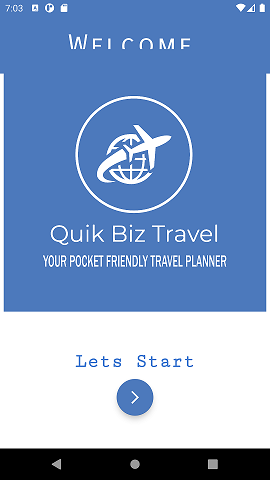 7:03
Welcome
Quik Biz Travel
YOUR POCKET FRIENDLY TRAVEL PLANNER
Lets Start